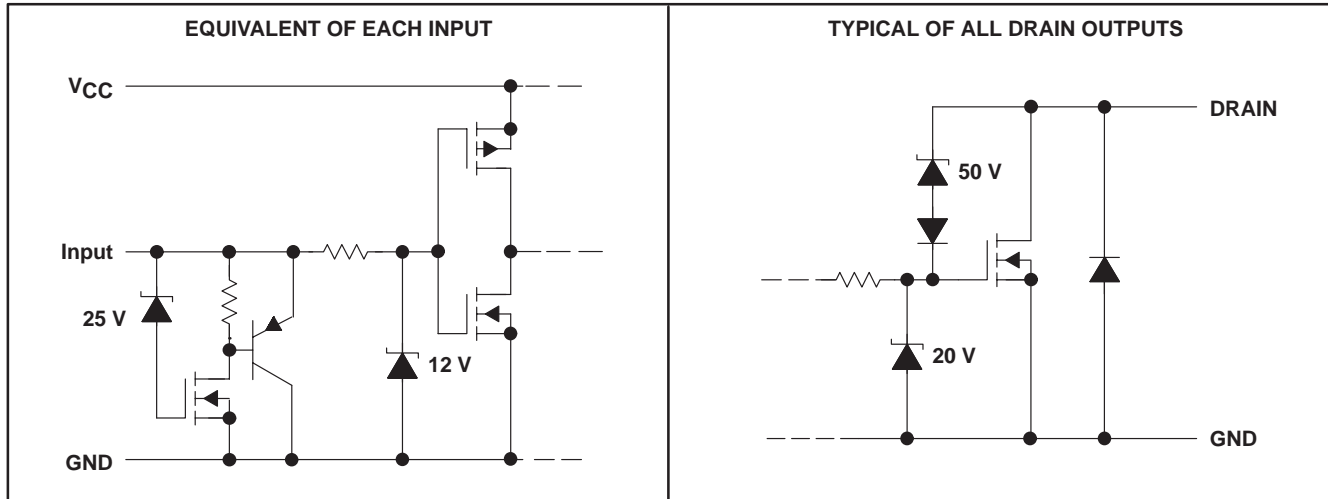 EQUIVALENT OF EACH INPUT
VCC
Input
25 V
12 V
GND
TYPICAL OF ALL DRAIN OUTPUTS
DRAIN
50 V
20 V
GND